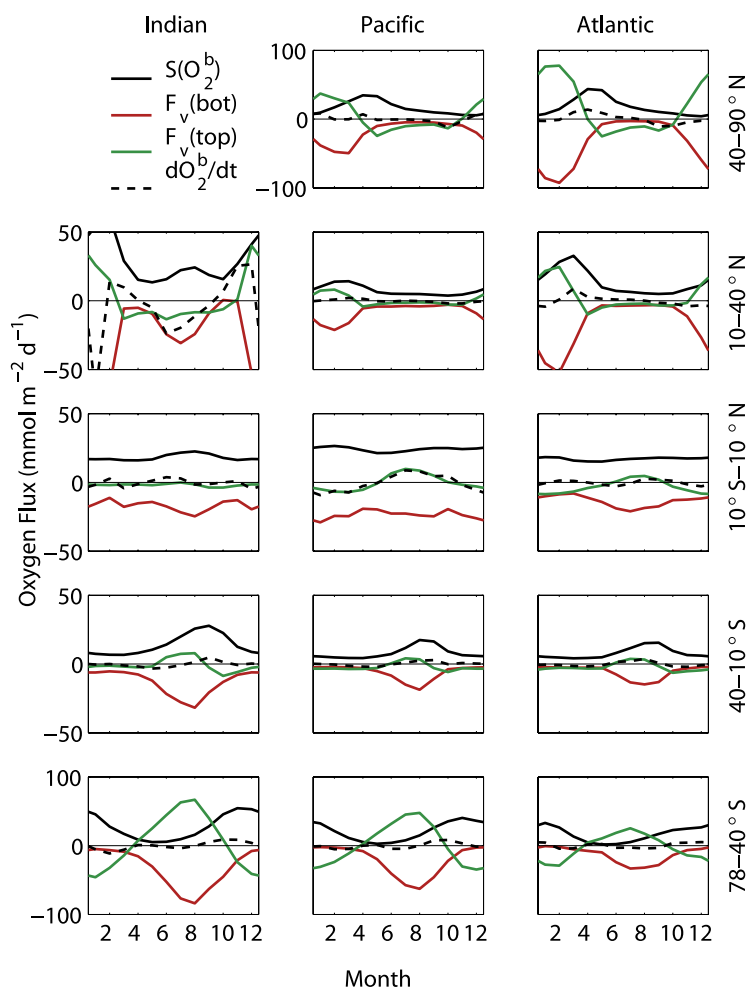 Indian Pacific Atlantic
S(O₂ᵇ)
Fᵥ(bot)
Fᵥ(top)
dO₂ᵇ/dt
100
0
−100
40−90° N
50
0
−50
10−40° N
50
0
−50
10° S−10° N
50
0
−50
40−10° S
100
0
−100
78−40° S
Oxygen Flux (mmol m⁻² d⁻¹)
2 4 6 8 10 12 2 4 6 8 10 12 2 4 6 8 10 12
Month